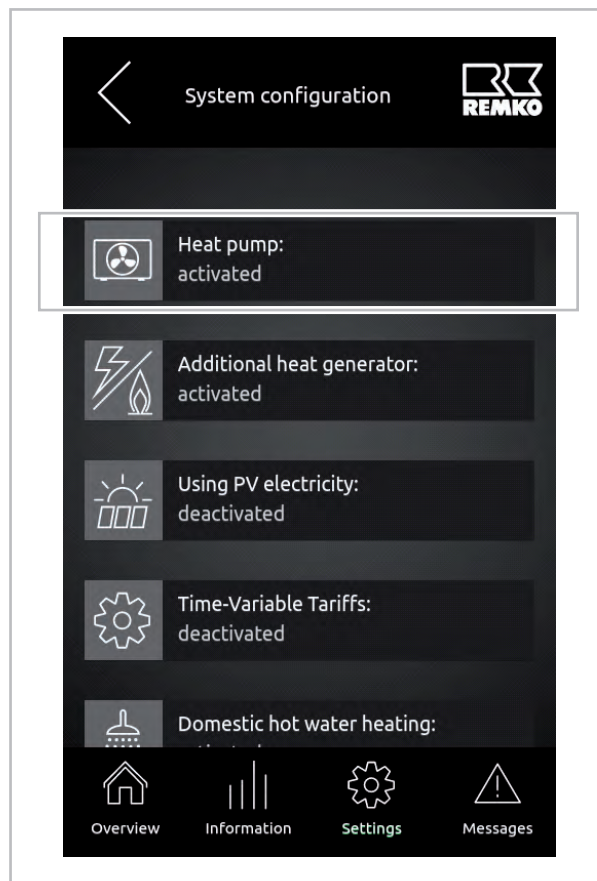 System configuration
REMKO
Heat pump:
activated
Additional heat generator:
activated
Using PV electricity:
deactivated
Time-Variable Tariffs:
deactivated
Domestic hot water heating:
Overview Information Settings Messages